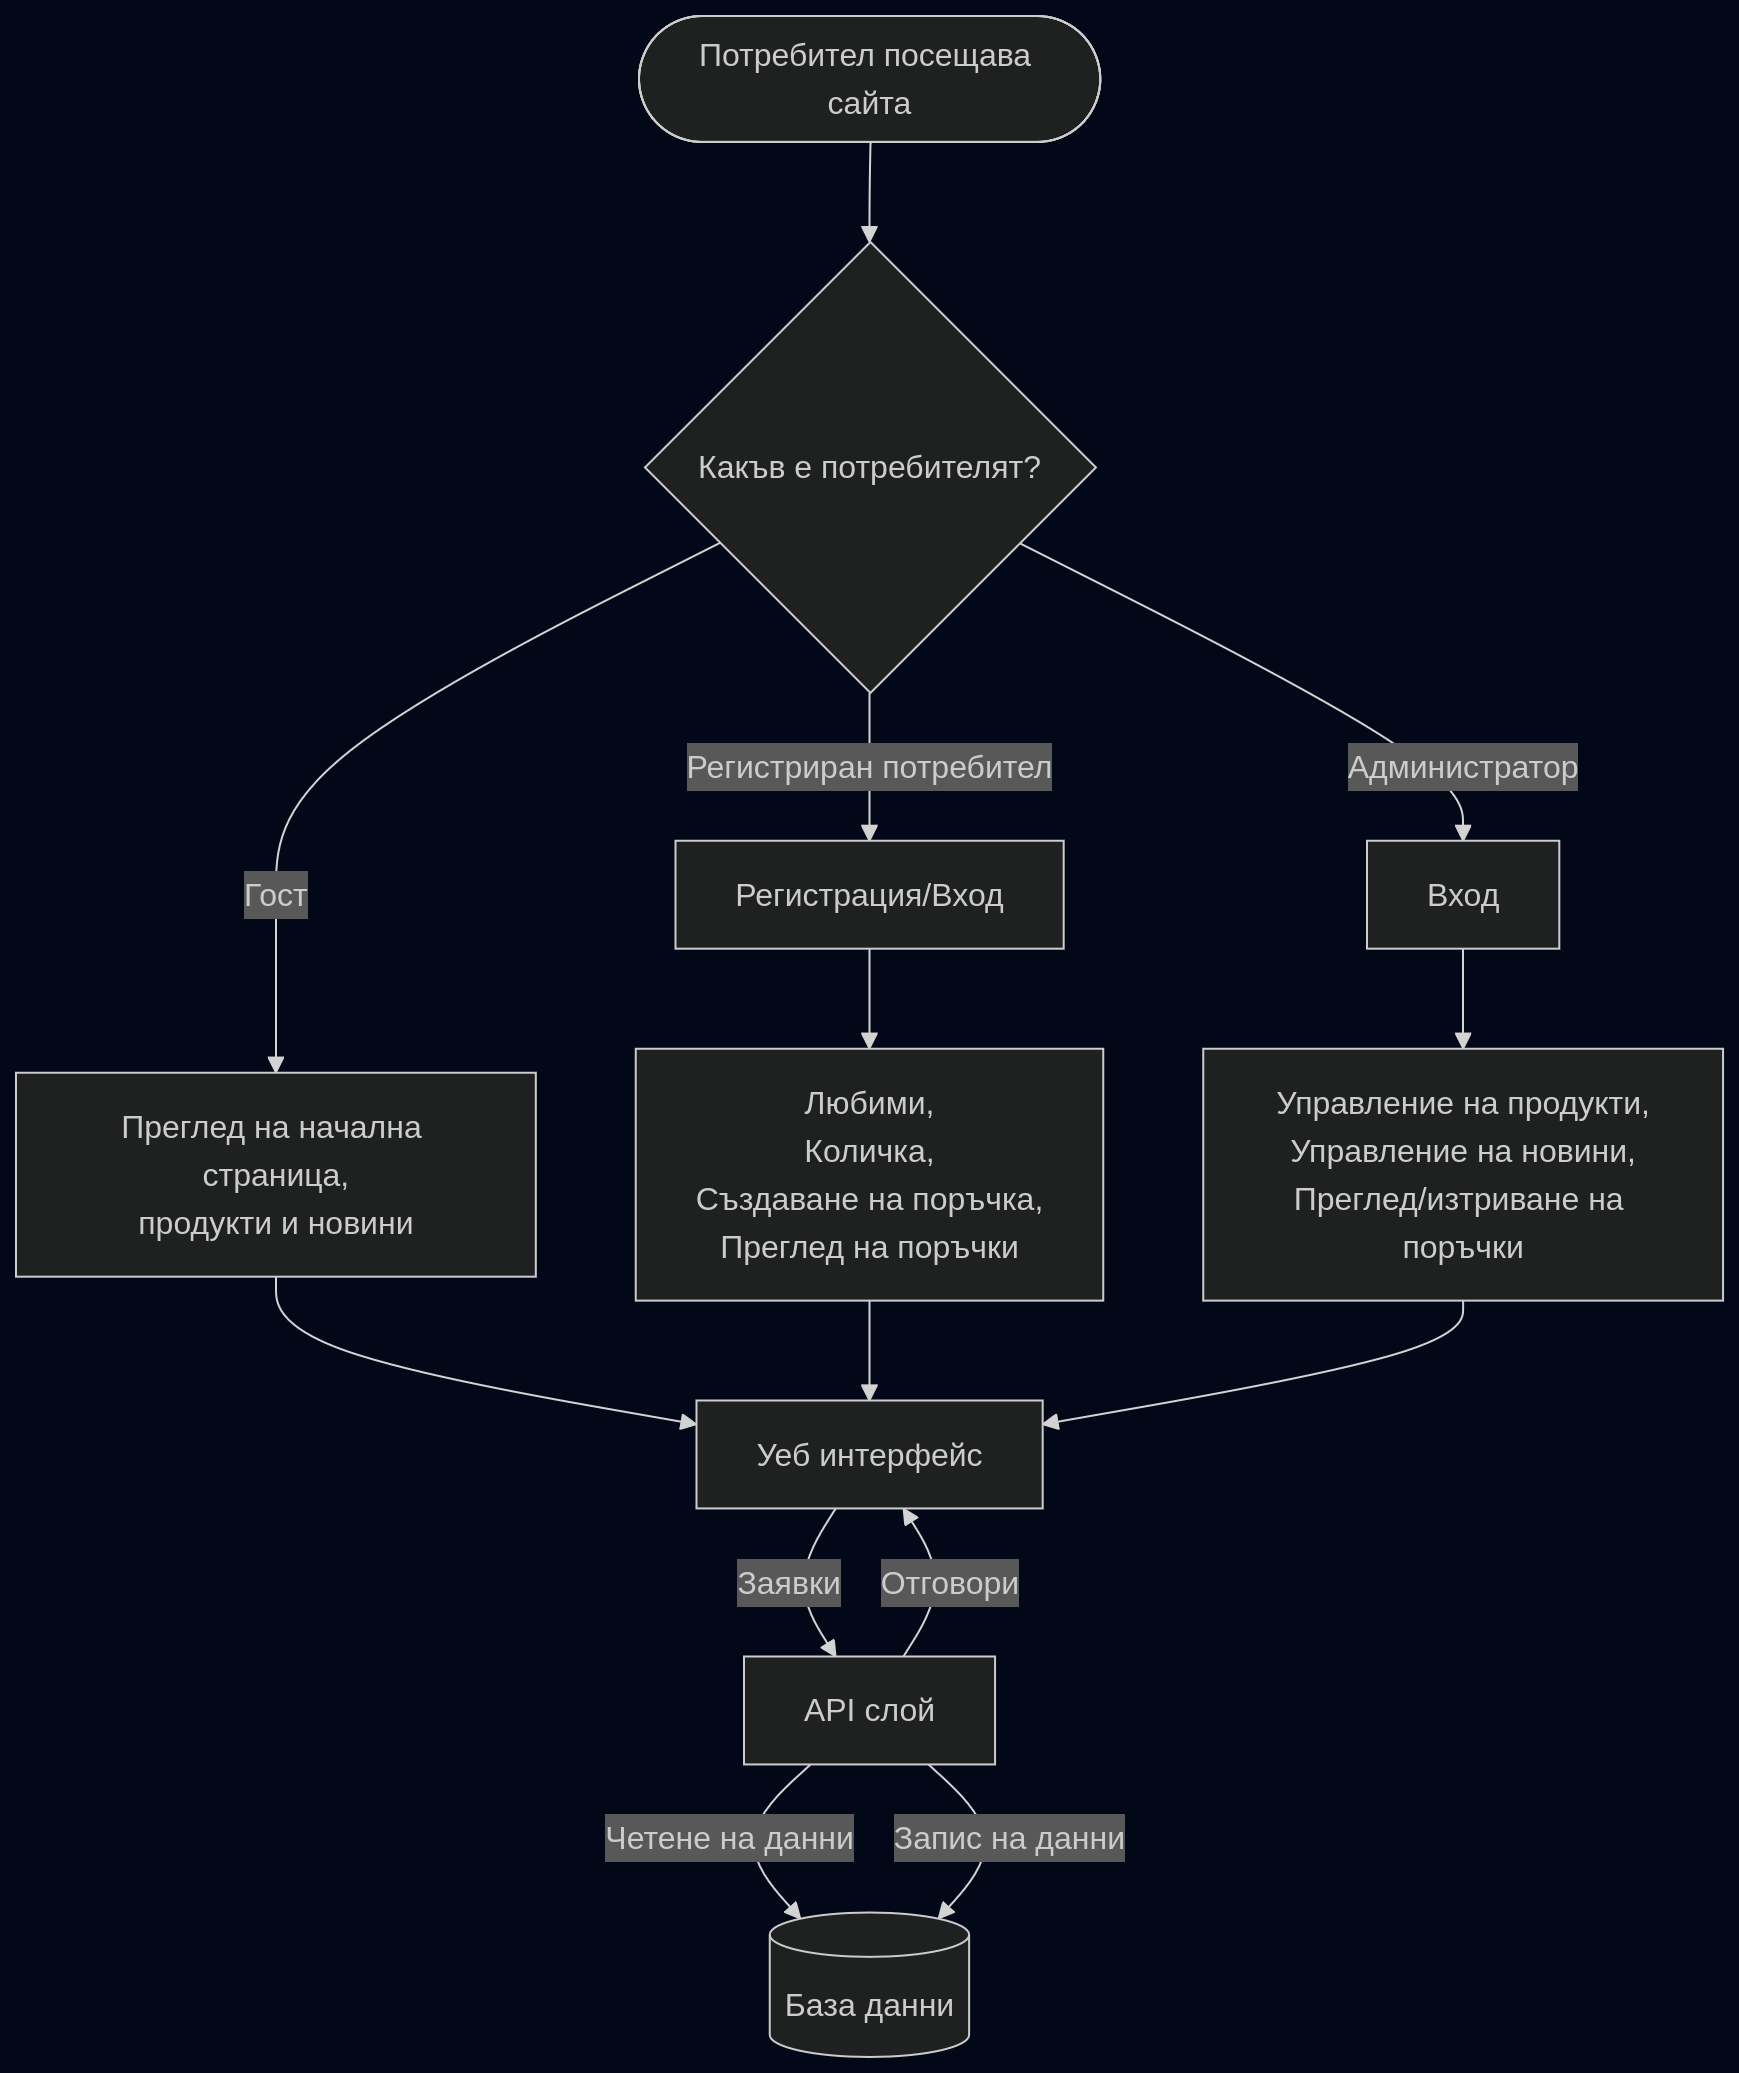 Потребител посещава
сайта
Какъв е потребителят?
Регистриран потребител
Администратор
Гост
Регистрация/Вход
Вход
Преглед на начална
страница,
продукти и новини
Любими,
Количка,
Създаване на поръчка,
Преглед на поръчки
Управление на продукти,
Управление на новини,
Преглед/изтриване на
поръчки
Уеб интерфейс
Заявки
Отговори
API слой
Четене на данни
Запис на данни
База данни